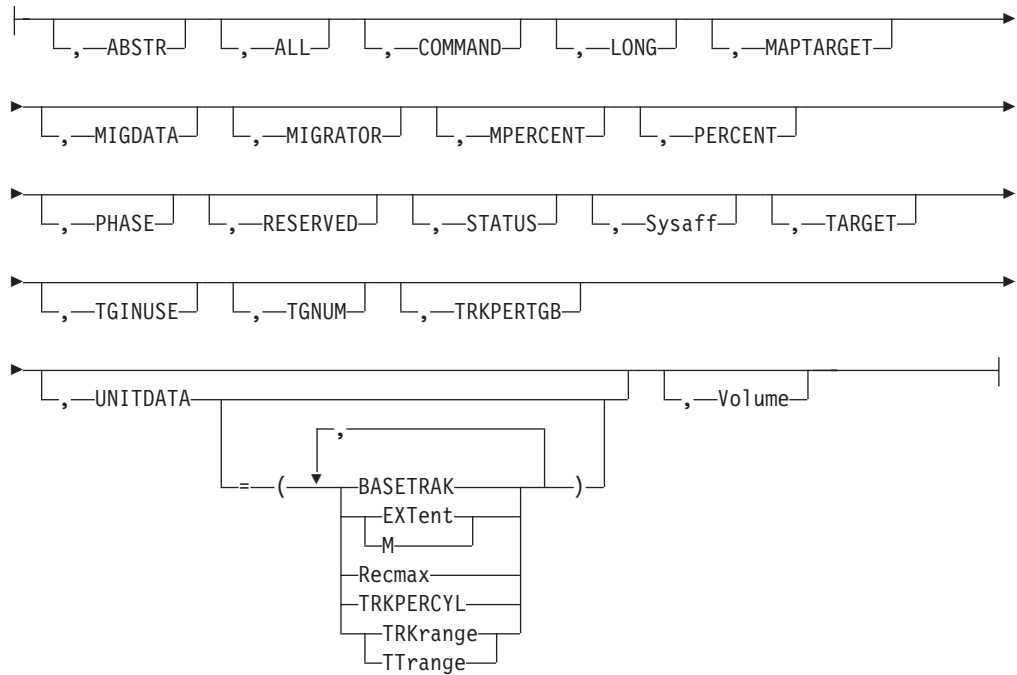 , ABSTR , ALL , COMMAND , LONG , MAPTARGET
, MIGDATA , MIGRATOR , MPERCENT , PERCENT
, PHASE , RESERVED , STATUS , Sysaff , TARGET
, TGINUSE , TGNUM , TRKPERTGB
, UNITDATA , Volume
,
= ( BASETRAK )
EXTent
M
Recmax
TRKPERCYL
TRKrange
TTrange